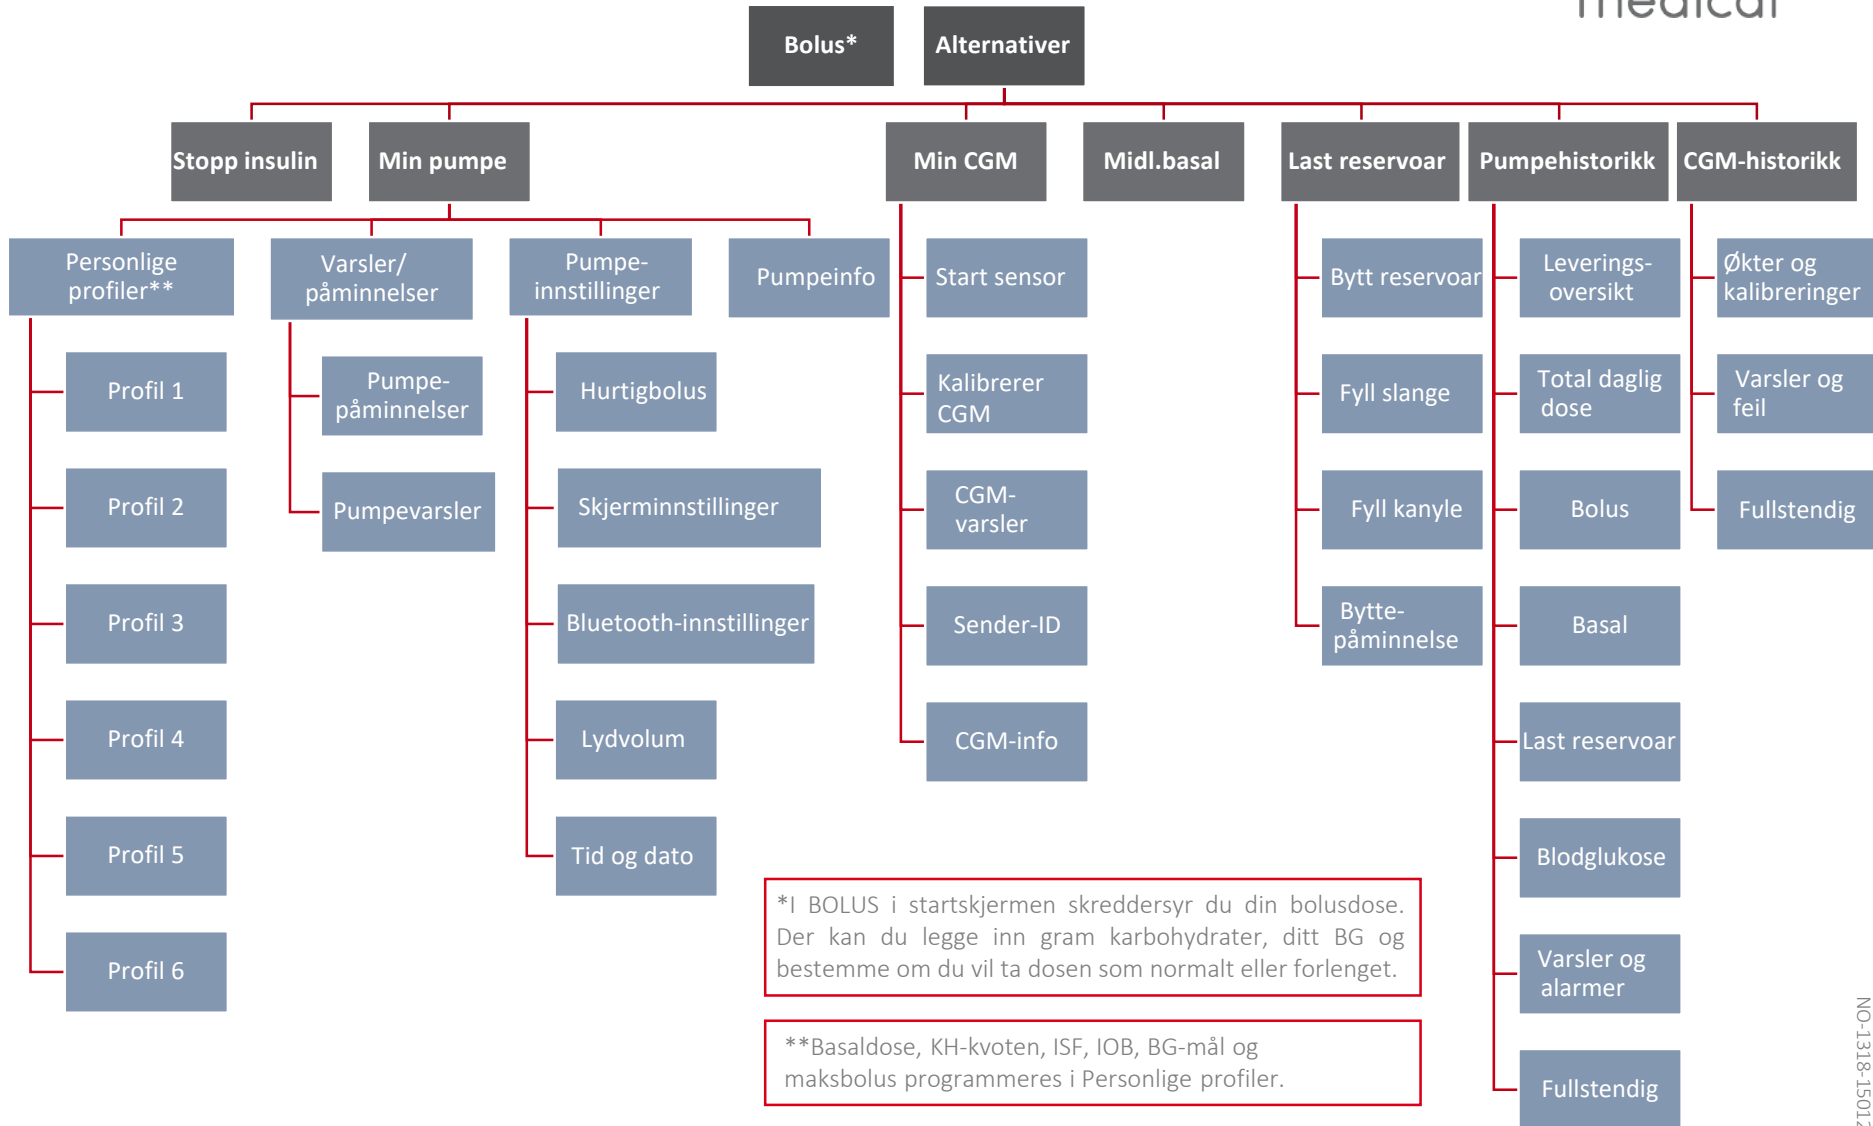 medical
Bolus*
Alternativer
Stopp insulin
Min pumpe
Min CGM
Midl.basal
Last reservoar
Pumpehistorikk
CGM-historikk
Personlige
profiler**
Varsler/
påminnelser
Pumpe-
innstillinger
Pumpeinfo
Profil 1
Profil 2
Profil 3
Profil 4
Profil 5
Profil 6
Pumpe-
påminnelser
Pumpevarsler
Hurtigbolus
Skjerminnstillinger
Bluetooth-innstillinger
Lydvolum
Tid og dato
Start sensor
Kalibrerer
CGM
CGM-
varsler
Sender-ID
CGM-info
Bytt reservoar
Fyll slange
Fyll kanyle
Bytte-
påminnelse
Leverings-
oversikt
Total daglig
dose
Bolus
Basal
Last reservoar
Blodglukose
Varsler og
alarmer
Fullstendig
Økter og
kalibreringer
Varsler og
feil
Fullstendig
*I BOLUS i startskjermen skreddersyr du din bolusdose.
Der kan du legge inn gram karbohydrater, ditt BG og
bestemme om du vil ta dosen som normalt eller forlenget.
**Basaldose, KH-kvoten, ISF, IOB, BG-mål og
maksbolus programmeres i Personlige profiler.
NO-1318-15012